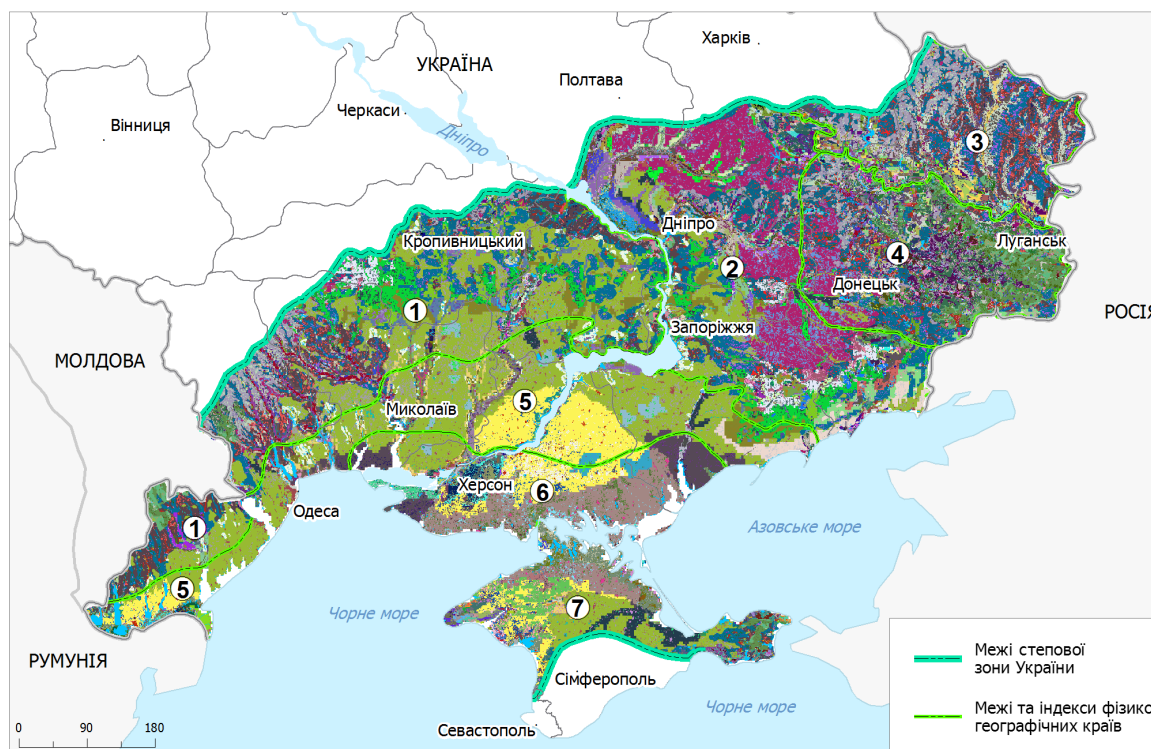 Харків
УКРАЇНА
Полтава
Черкаси
Вінниця
Дніпро
3
Дніпро
Кропивницький
Луганськ
4
2
Донецьк
1
РОСІЯ
Запоріжжя
МОЛДОВА
5
Миколаїв
Херсон
6
Одеса
1
Азовське море
5
7
Чорне море
РУМУНІЯ
Межі степової
зони України
Сімферополь
Чорне море
Межі та індекси фізико
географічних країв
Севастополь
0 90 180